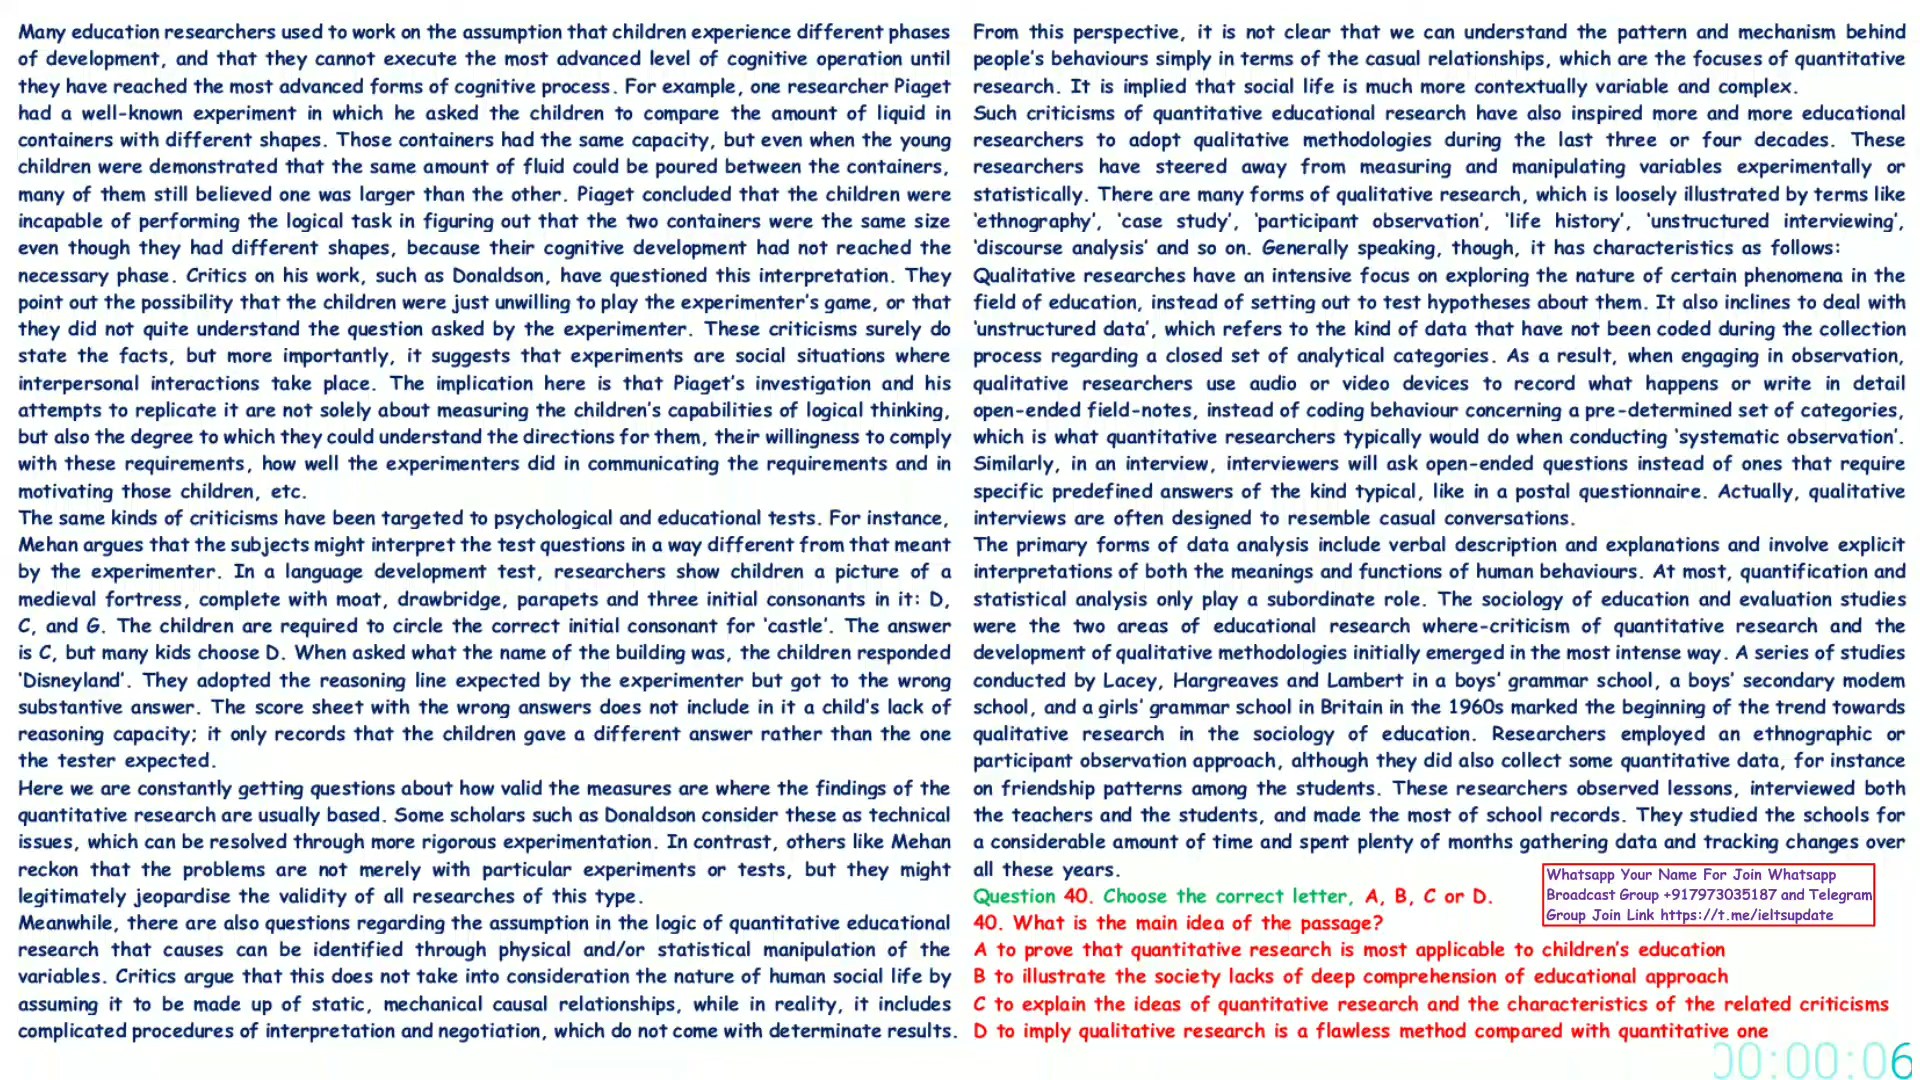 Many education researchers used to work on the assumption that children experience different phases
of development, and that they cannot execute the most advanced level of cognitive operation until
they have reached the most advanced forms of cognitive process. For example, one researcher Piaget
had a well-known experiment in which he asked the children to compare the amount of liquid in
containers with different shapes. Those containers had the same capacity, but even when the young
children were demonstrated that the same amount of fluid could be poured between the containers,
many of them still believed one was larger than the other. Piaget concluded that the children were
incapable of performing the logical task in figuring out that the two containers were the same size
even though they had different shapes, because their cognitive development had not reached the
necessary phase. Critics on his work, such as Donaldson, have questioned this interpretation. They
point out the possibility that the children were just unwilling to play the experimenter's game, or that
they did not quite understand the question asked by the experimenter. These criticisms surely do
state the facts, but more importantly, it suggests that experiments are social situations where
interpersonal interactions take place. The implication here is that Piaget's investigation and his
attempts to replicate it are not solely about measuring the children's capabilities of logical thinking,
but also the degree to which they could understand the directions for them, their willingness to comply
with these requirements, how well the experimenters did in communicating the requirements and in
motivating those children, etc.
The same kinds of criticisms have been targeted to psychological and educational tests. For instance,
Mehan argues that the subjects might interpret the test questions in a way different from that meant
by the experimenter. In a language development test, researchers show children a picture of a
medieval fortress, complete with moat, drawbridge, parapets and three initial consonants in it: D,
C, and G. The children are required to circle the correct initial consonant for 'castle'. The answer
is C, but many kids choose D. When asked what the name of the building was, the children responded
'Disneyland'. They adopted the reasoning line expected by the experimenter but got to the wrong
substantive answer. The score sheet with the wrong answers does not include in it a child's lack of
reasoning capacity; it only records that the children gave a different answer rather than the one
the tester expected.
Here we are constantly getting questions about how valid the measures are where the findings of the
quantitative research are usually based. Some scholars such as Donaldson consider these as technical
issues, which can be resolved through more rigorous experimentation. In contrast, others like Mehan
reckon that the problems are not merely with particular experiments or tests, but they might
legitimately jeopardise the validity of all researches of this type.
Meanwhile, there are also questions regarding the assumption in the logic of quantitative educational
research that causes can be identified through physical and/or statistical manipulation of the
variables. Critics argue that this does not take into consideration the nature of human social life by
assuming it to be made up of static, mechanical causal relationships, while in reality, it includes
complicated procedures of interpretation and negotiation, which do not come with determinate results.
From this perspective, it is not clear that we can understand the pattern and mechanism behind
people's behaviours simply in terms of the casual relationships, which are the focuses of quantitative
research. It is implied that social life is much more contextually variable and complex.
Such criticisms of quantitative educational research have also inspired more and more educational
researchers to adopt qualitative methodologies during the last three or four decades. These
researchers have steered away from measuring and manipulating variables experimentally or
statistically. There are many forms of qualitative research, which is loosely illustrated by terms like
'ethnography', 'case study', 'participant observation', 'life history', 'unstructured interviewing',
'discourse analysis' and so on. Generally speaking, though, it has characteristics as follows:
Qualitative researches have an intensive focus on exploring the nature of certain phenomena in the
field of education, instead of setting out to test hypotheses about them. It also inclines to deal with
'unstructured data', which refers to the kind of data that have not been coded during the collection
process regarding a closed set of analytical categories. As a result, when engaging in observation,
qualitative researchers use audio or video devices to record what happens or write in detail
open-ended field-notes, instead of coding behaviour concerning a pre-determined set of categories,
which is what quantitative researchers typically would do when conducting 'systematic observation'.
Similarly, in an interview, interviewers will ask open-ended questions instead of ones that require
specific predefined answers of the kind typical, like in a postal questionnaire. Actually, qualitative
interviews are often designed to resemble casual conversations.
The primary forms of data analysis include verbal description and explanations and involve explicit
interpretations of both the meanings and functions of human behaviours. At most, quantification and
statistical analysis only play a subordinate role. The sociology of education and evaluation studies
were the two areas of educational research where-criticism of quantitative research and the
development of qualitative methodologies initially emerged in the most intense way. A series of studies
conducted by Lacey, Hargreaves and Lambert in a boys' grammar school, a boys' secondary modem
school, and a girls' grammar school in Britain in the 1960s marked the beginning of the trend towards
qualitative research in the sociology of education. Researchers employed an ethnographic or
participant observation approach, although they did also collect some quantitative data, for instance
on friendship patterns among the students. These researchers observed lessons, interviewed both
the teachers and the students, and made the most of school records. They studied the schools for
a considerable amount of time and spent plenty of months gathering data and tracking changes over
all these years.
Question 40. Choose the correct letter, A, B, C or D.
40. What is the main idea of the passage?
A to prove that quantitative research is most applicable to children's education
B to illustrate the society lacks of deep comprehension of educational approach
C to explain the ideas of quantitative research and the characteristics of the related criticisms
D to imply qualitative research is a flawless method compared with quantitative one
Whatsapp Your Name For Join Whatsapp
Broadcast Group +917973035187 and Telegram
Group Join Link https://t.me/ieltsupdate
00:00:06